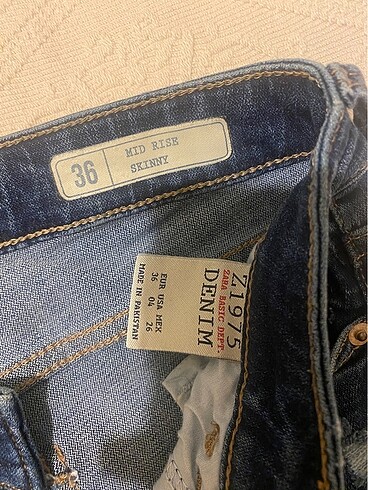 36
MID RISE
SKINNY
Z1975
ZARA BASIC DEPT.
DENIM
EUR USA MEX
36 04 26
MADE IN PAKISTAN